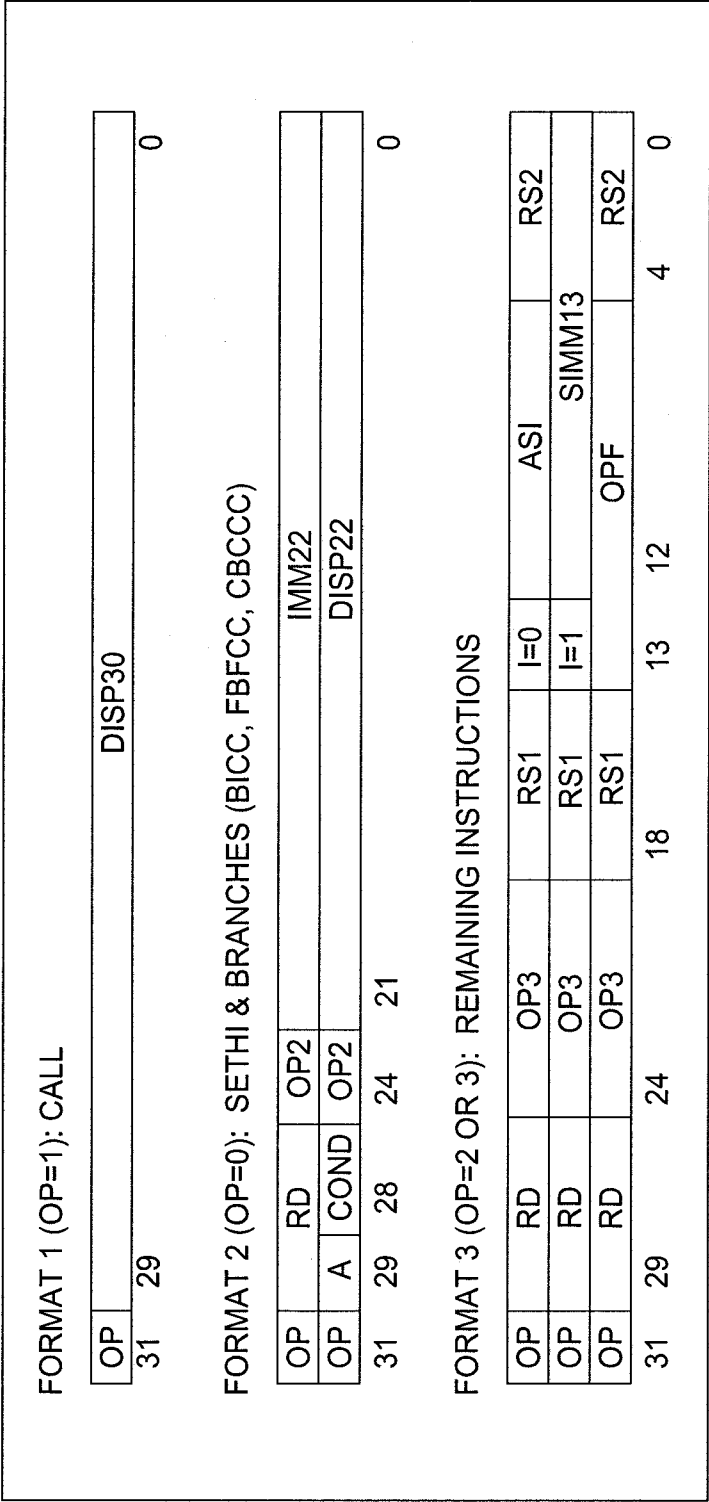 FORMAT 1 (OP=1): CALL
OP DISP30
31 29 0
FORMAT 2 (OP=0): SETHI & BRANCHES (BICC, FBFCC, CBCCC)
OP RD OP2 IMM22
OP A COND OP2 DISP22
31 29 28 24 21 0
FORMAT 3 (OP=2 OR 3): REMAINING INSTRUCTIONS
OP RD OP3 RS1 I=0 ASI RS2
OP RD OP3 RS1 I=1 SIMM13
OP RD OP3 RS1 OPF RS2
31 29 24 18 13 12 4 0